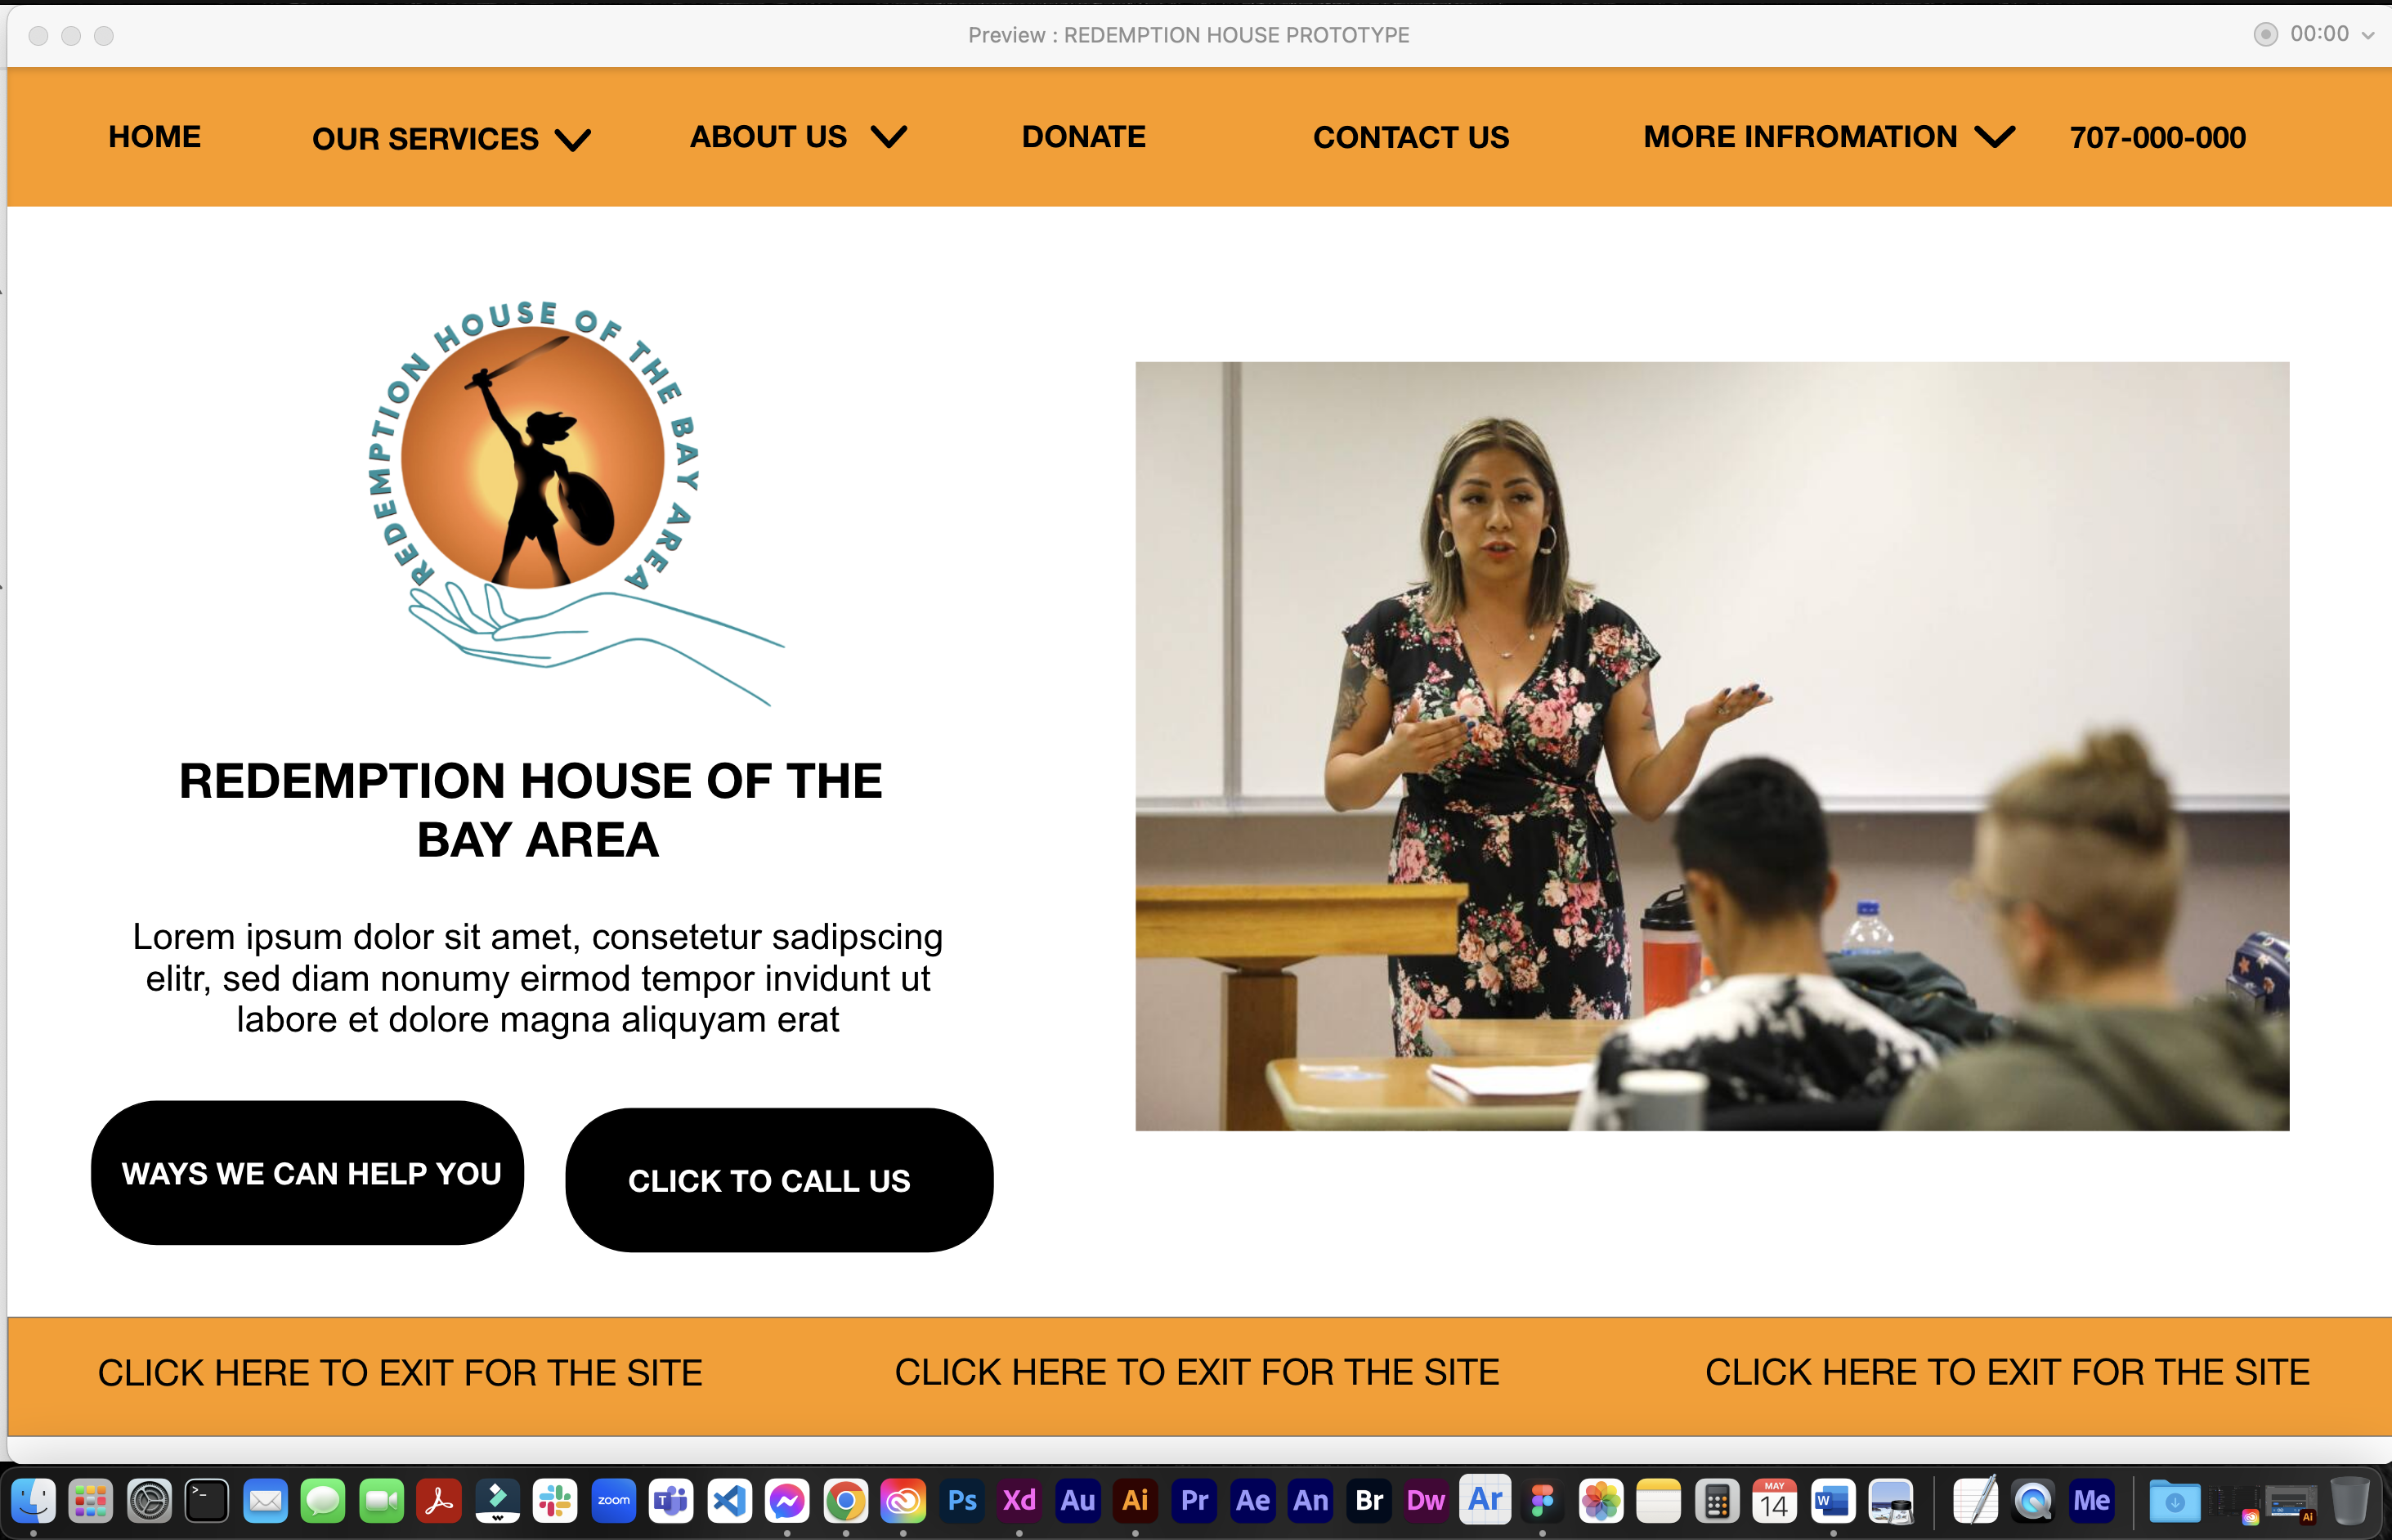 Preview : REDEMPTION HOUSE PROTOTYPE
00:00
HOME
OUR SERVICES
ABOUT US
DONATE
CONTACT US
MORE INFROMATION
707-000-000
REDEMPTION HOUSE OF THE BAY AREA
REDEMPTION HOUSE OF THE
BAY AREA
Lorem ipsum dolor sit amet, consetetur sadipscing
elitr, sed diam nonumy eirmod tempor invidunt ut
labore et dolore magna aliquyam erat
WAYS WE CAN HELP YOU
CLICK TO CALL US
CLICK HERE TO EXIT FOR THE SITE
CLICK HERE TO EXIT FOR THE SITE
CLICK HERE TO EXIT FOR THE SITE
zoom
Ps
Xd
Au
Ai
Pr
Ae
An
Br
Dw
Ar
MAY
14
W
Me
Ai